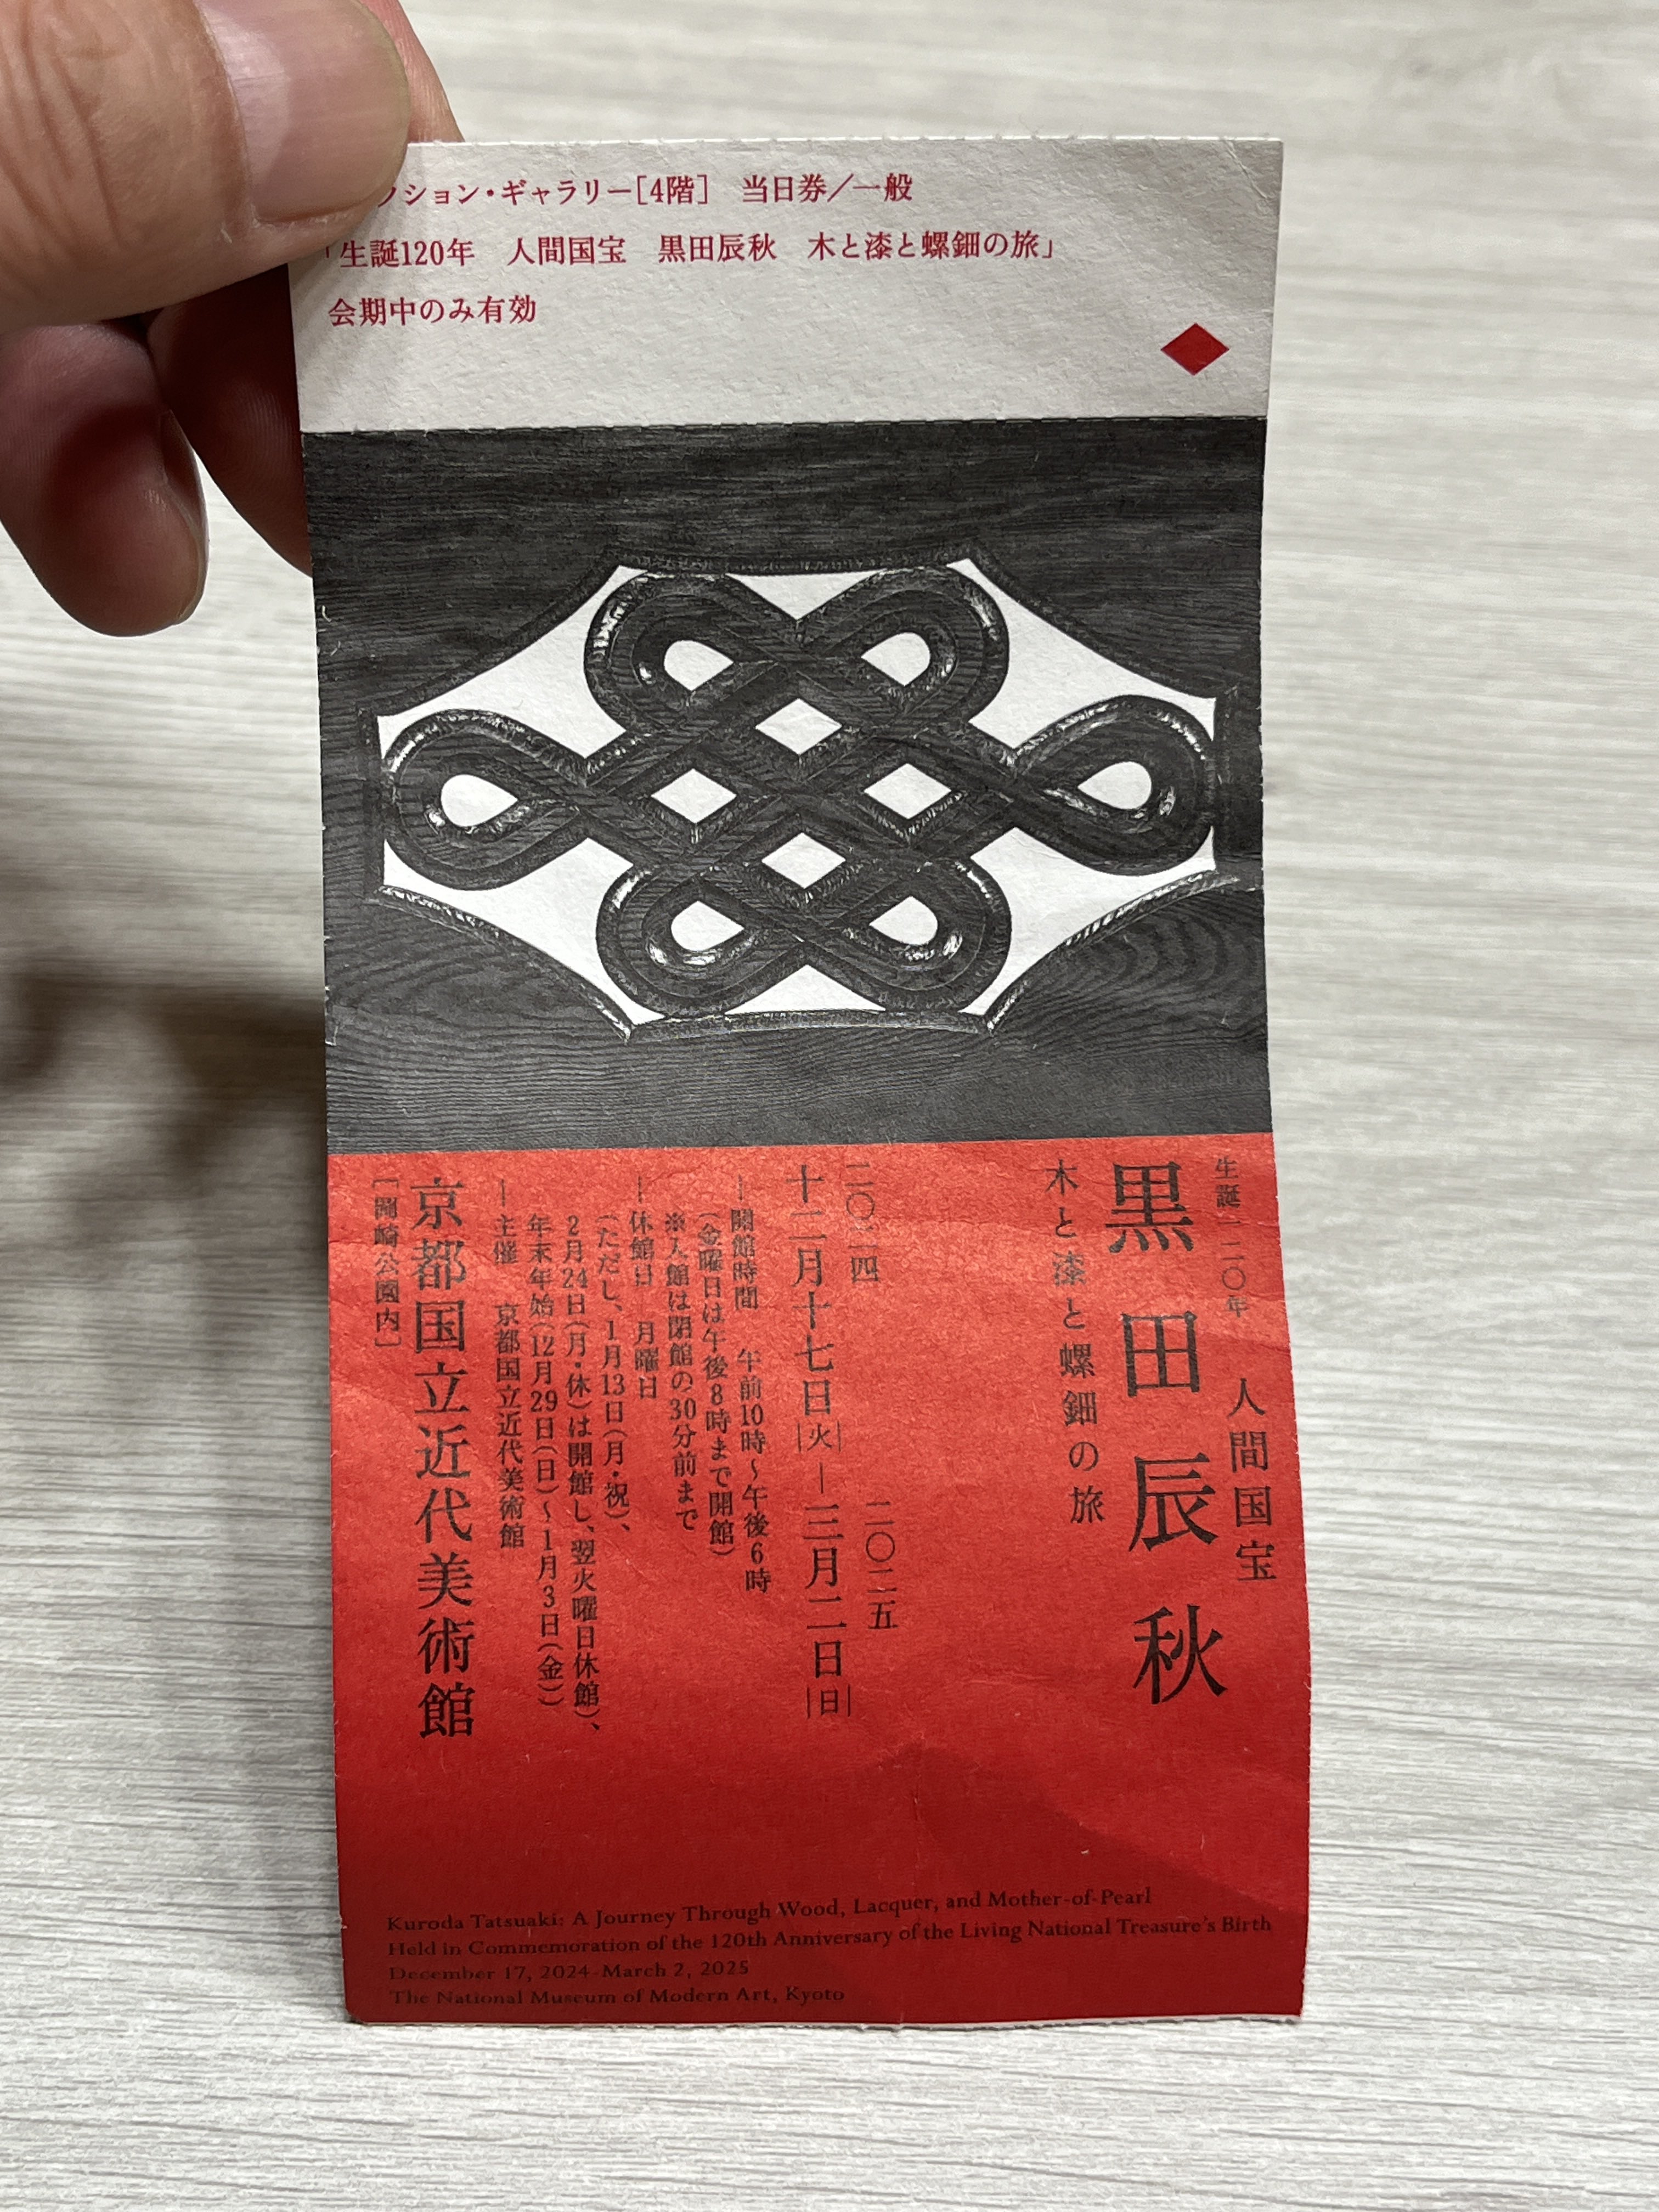 クション・ギャラリー[4階]　当日券／一般
「生誕120年　人間国宝　黒田辰秋　木と漆と螺鈿の旅」
会期中のみ有効
生誕一二〇年　人間国宝
黒田辰秋
木と漆と螺鈿の旅
二〇二四　二〇二五
十二月十七日|火|—三月二日|日|
—開館時間　午前10時〜午後6時
(金曜日は午後8時まで開館)
※入館は閉館の30分前まで
—休館日　月曜日
(ただし、1月13日(月・祝)、
2月24日(月・休)は開館し、翌火曜日休館)、
年末年始(12月29日(日)〜1月3日(金))
—主催　京都国立近代美術館
京都国立近代美術館
[岡崎公園内]
Kuroda Tatsuaki: A Journey Through Wood, Lacquer, and Mother-of-Pearl
Held in Commemoration of the 120th Anniversary of the Living National Treasure's Birth
December 17, 2024–March 2, 2025
The National Museum of Modern Art, Kyoto